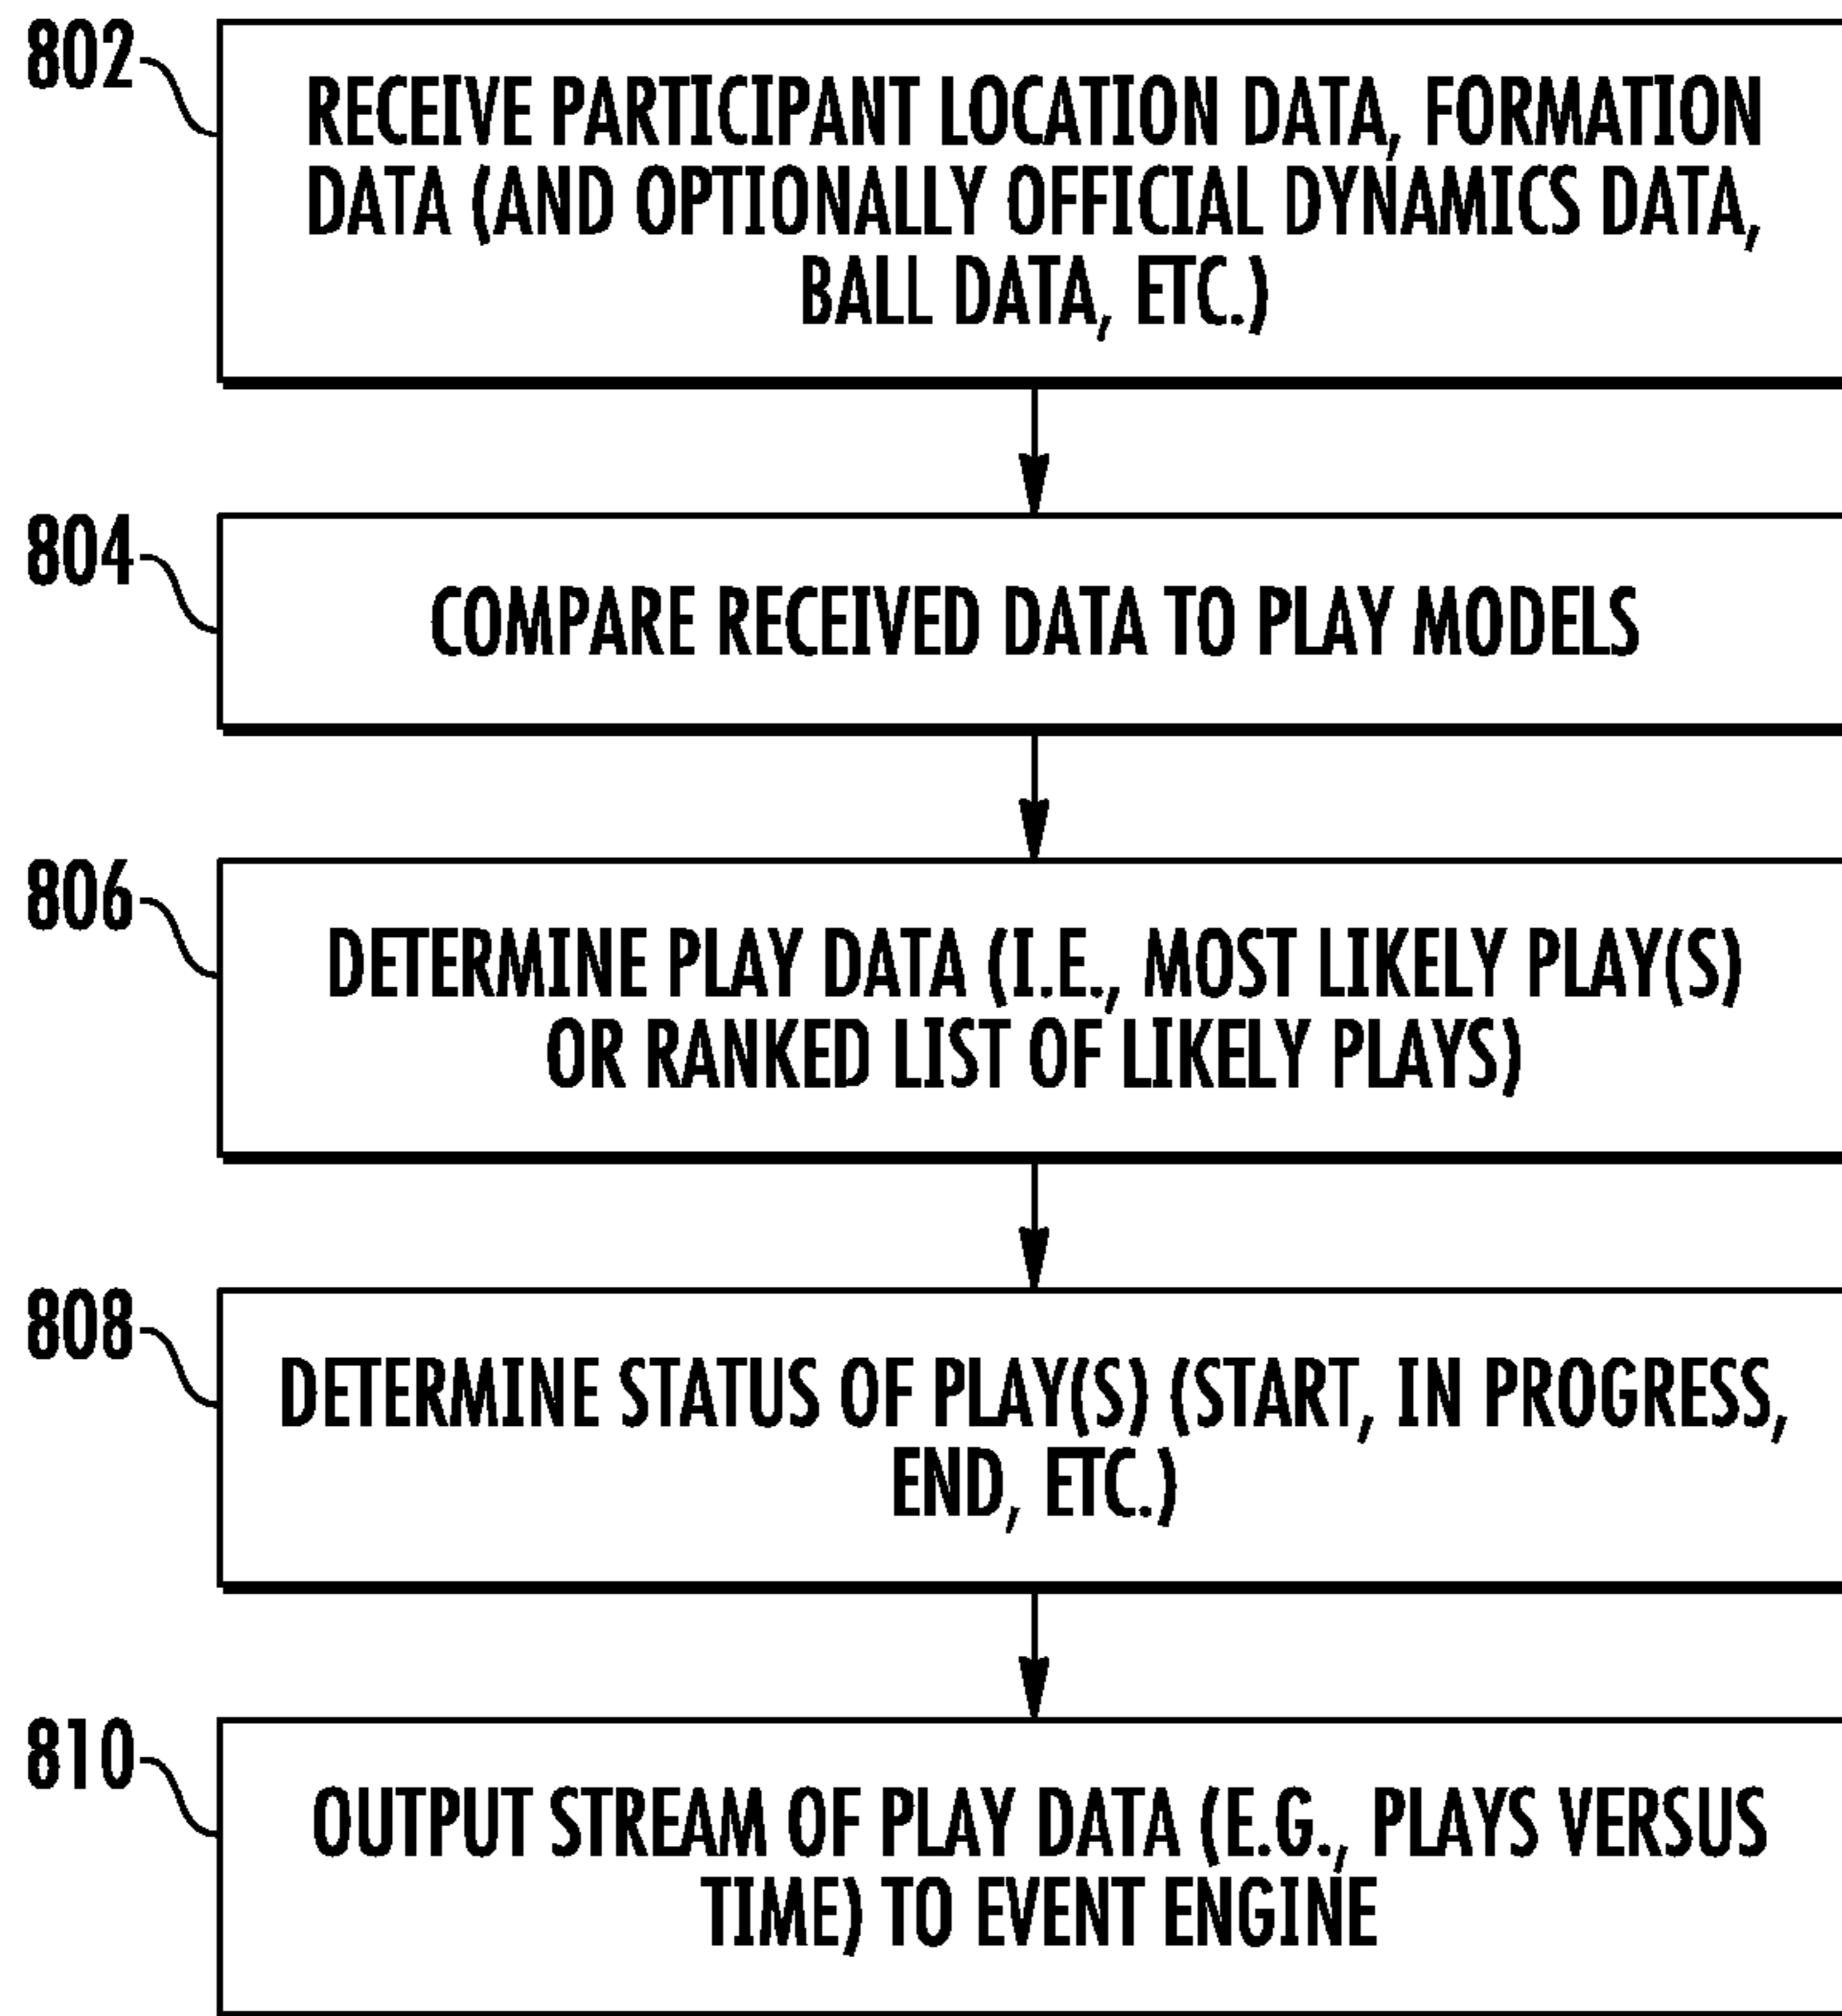 802
RECEIVE PARTICIPANT LOCATION DATA, FORMATION
DATA (AND OPTIONALLY OFFICIAL DYNAMICS DATA,
BALL DATA, ETC.)
804
COMPARE RECEIVED DATA TO PLAY MODELS
806
DETERMINE PLAY DATA (I.E., MOST LIKELY PLAY(S)
OR RANKED LIST OF LIKELY PLAYS)
808
DETERMINE STATUS OF PLAY(S) (START, IN PROGRESS,
END, ETC.)
810
OUTPUT STREAM OF PLAY DATA (E.G., PLAYS VERSUS
TIME) TO EVENT ENGINE